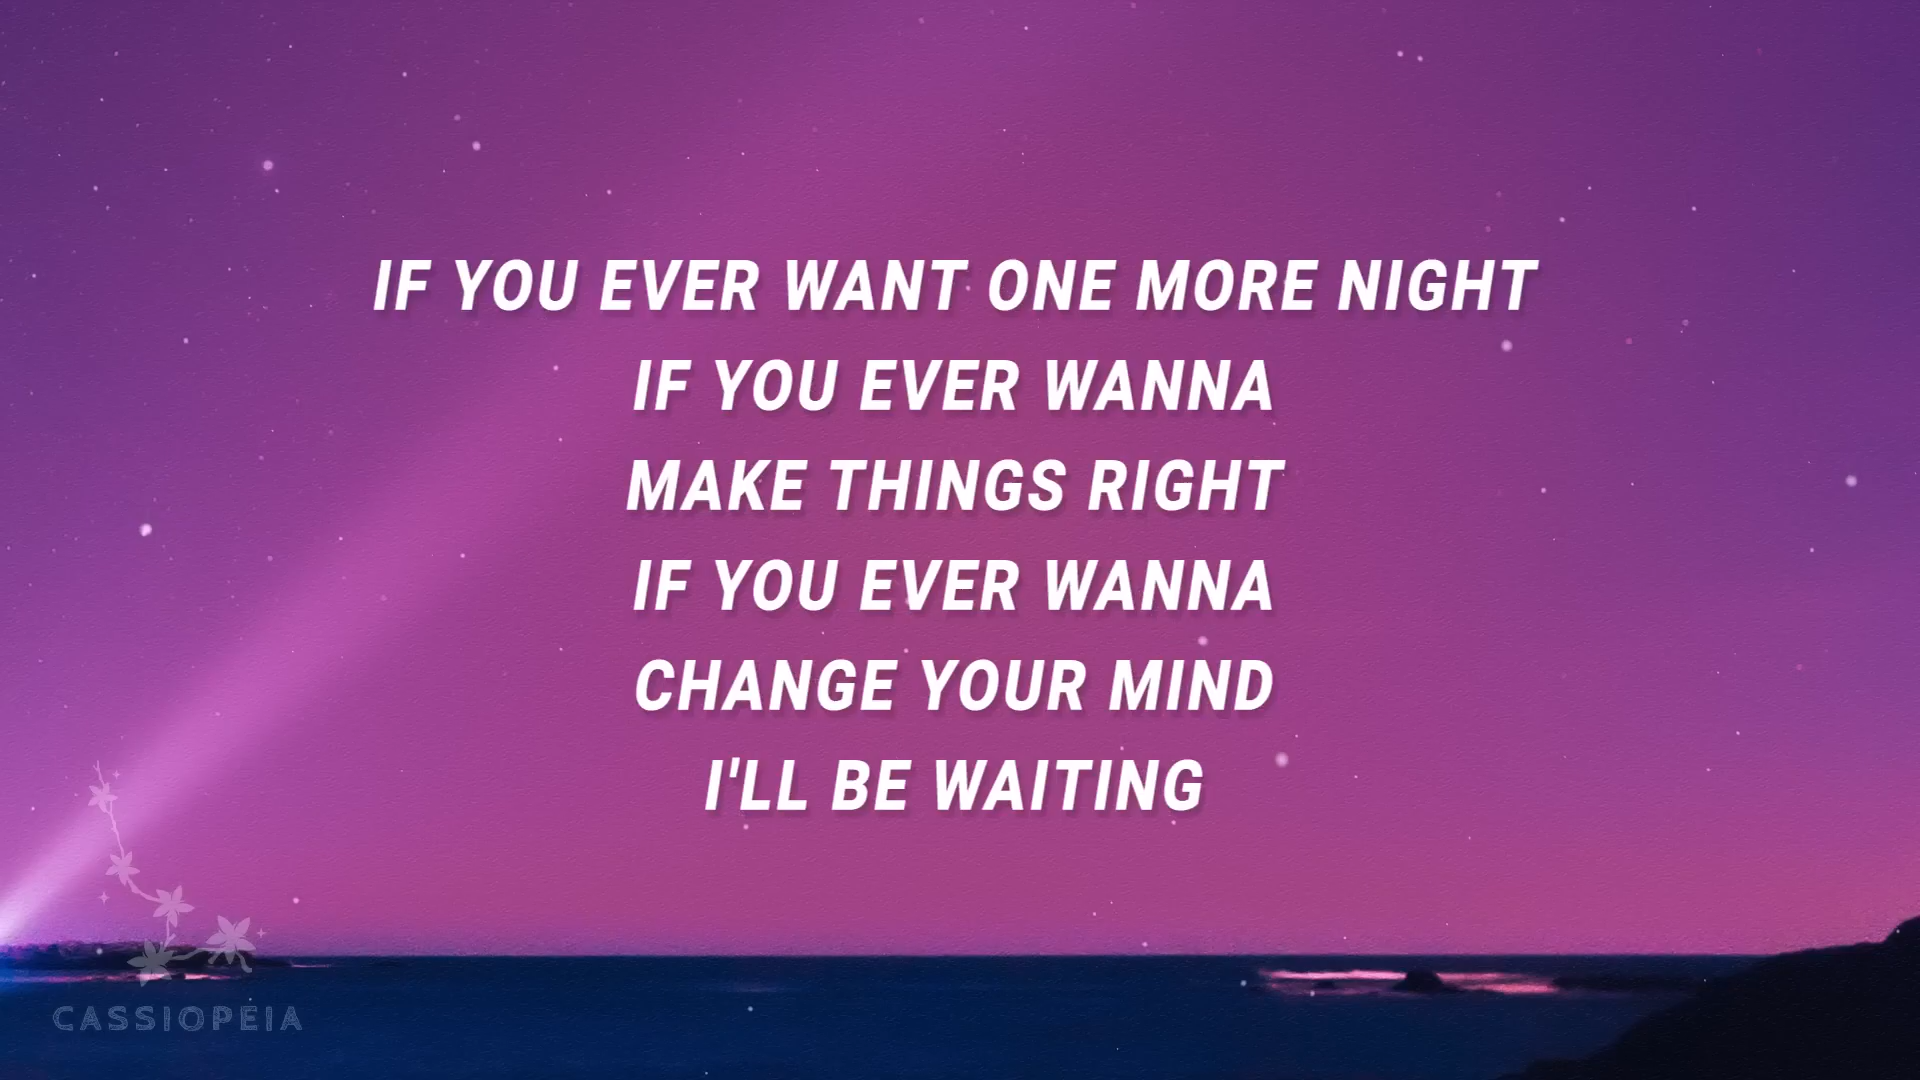 IF YOU EVER WANT ONE MORE NIGHT
IF YOU EVER WANNA
MAKE THINGS RIGHT
IF YOU EVER WANNA
CHANGE YOUR MIND
I'LL BE WAITING
CASSIOPEIA